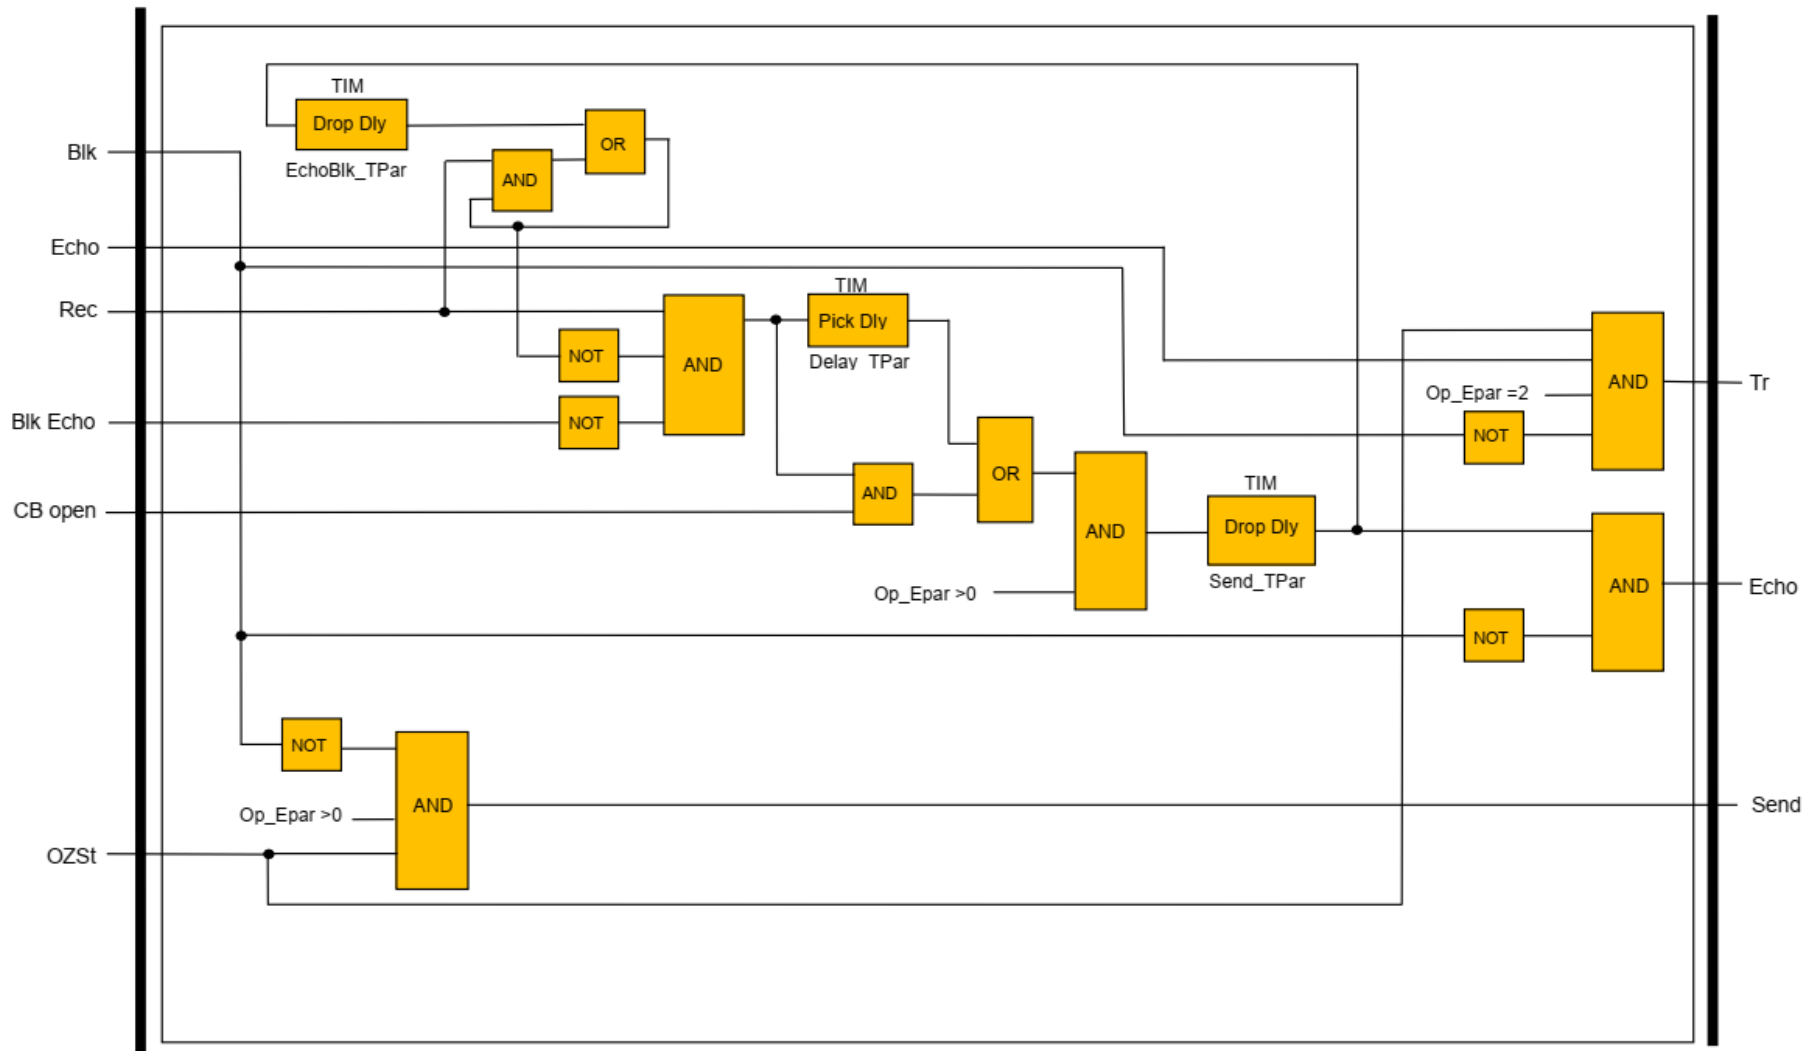 TIM
Drop Dly
EchoBlk_TPar
OR
AND
Blk
Echo
Rec
TIM
Pick Dly
Delay_TPar
NOT
AND
Blk Echo
NOT
AND
Tr
Op_Epar =2
NOT
OR
AND
CB open
TIM
Drop Dly
Send_TPar
AND
Op_Epar >0
AND
Echo
NOT
NOT
Op_Epar >0
AND
Send
OZSt